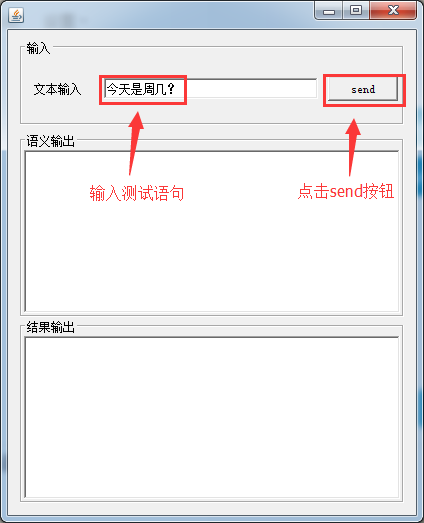 输入
文本输入 今天是周几？ send
语义输出
输入测试语句 点击send按钮
结果输出